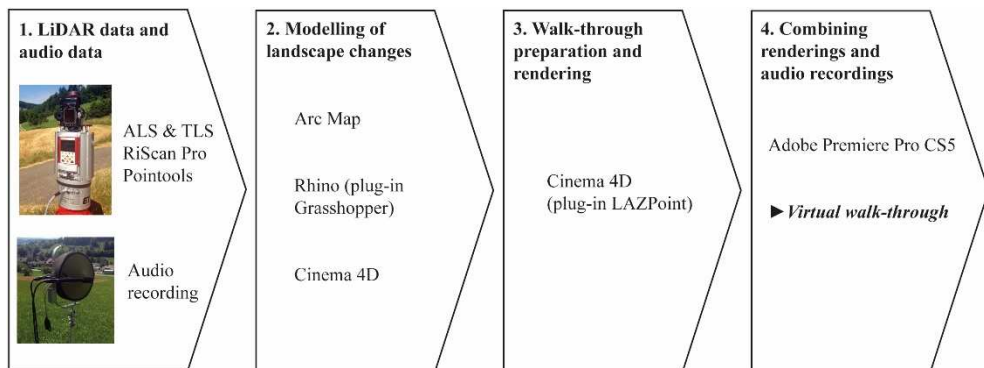 1. LiDAR data and
audio data
ALS & TLS
RiScan Pro
Pointools
Audio
recording
2. Modelling of
landscape changes
Arc Map
Rhino (plug-in
Grasshopper)
Cinema 4D
3. Walk-through
preparation and
rendering
Cinema 4D
(plug-in LAZPoint)
4. Combining
renderings and
audio recordings
Adobe Premiere Pro CS5
►Virtual walk-through